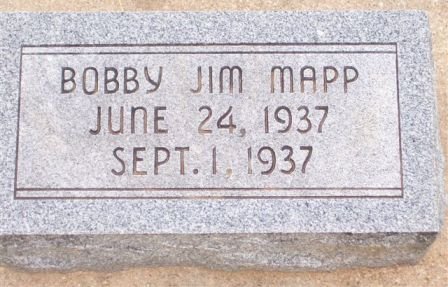 BOBBY JIM MAPP
JUNE 24, 1937
SEPT. 1, 1937